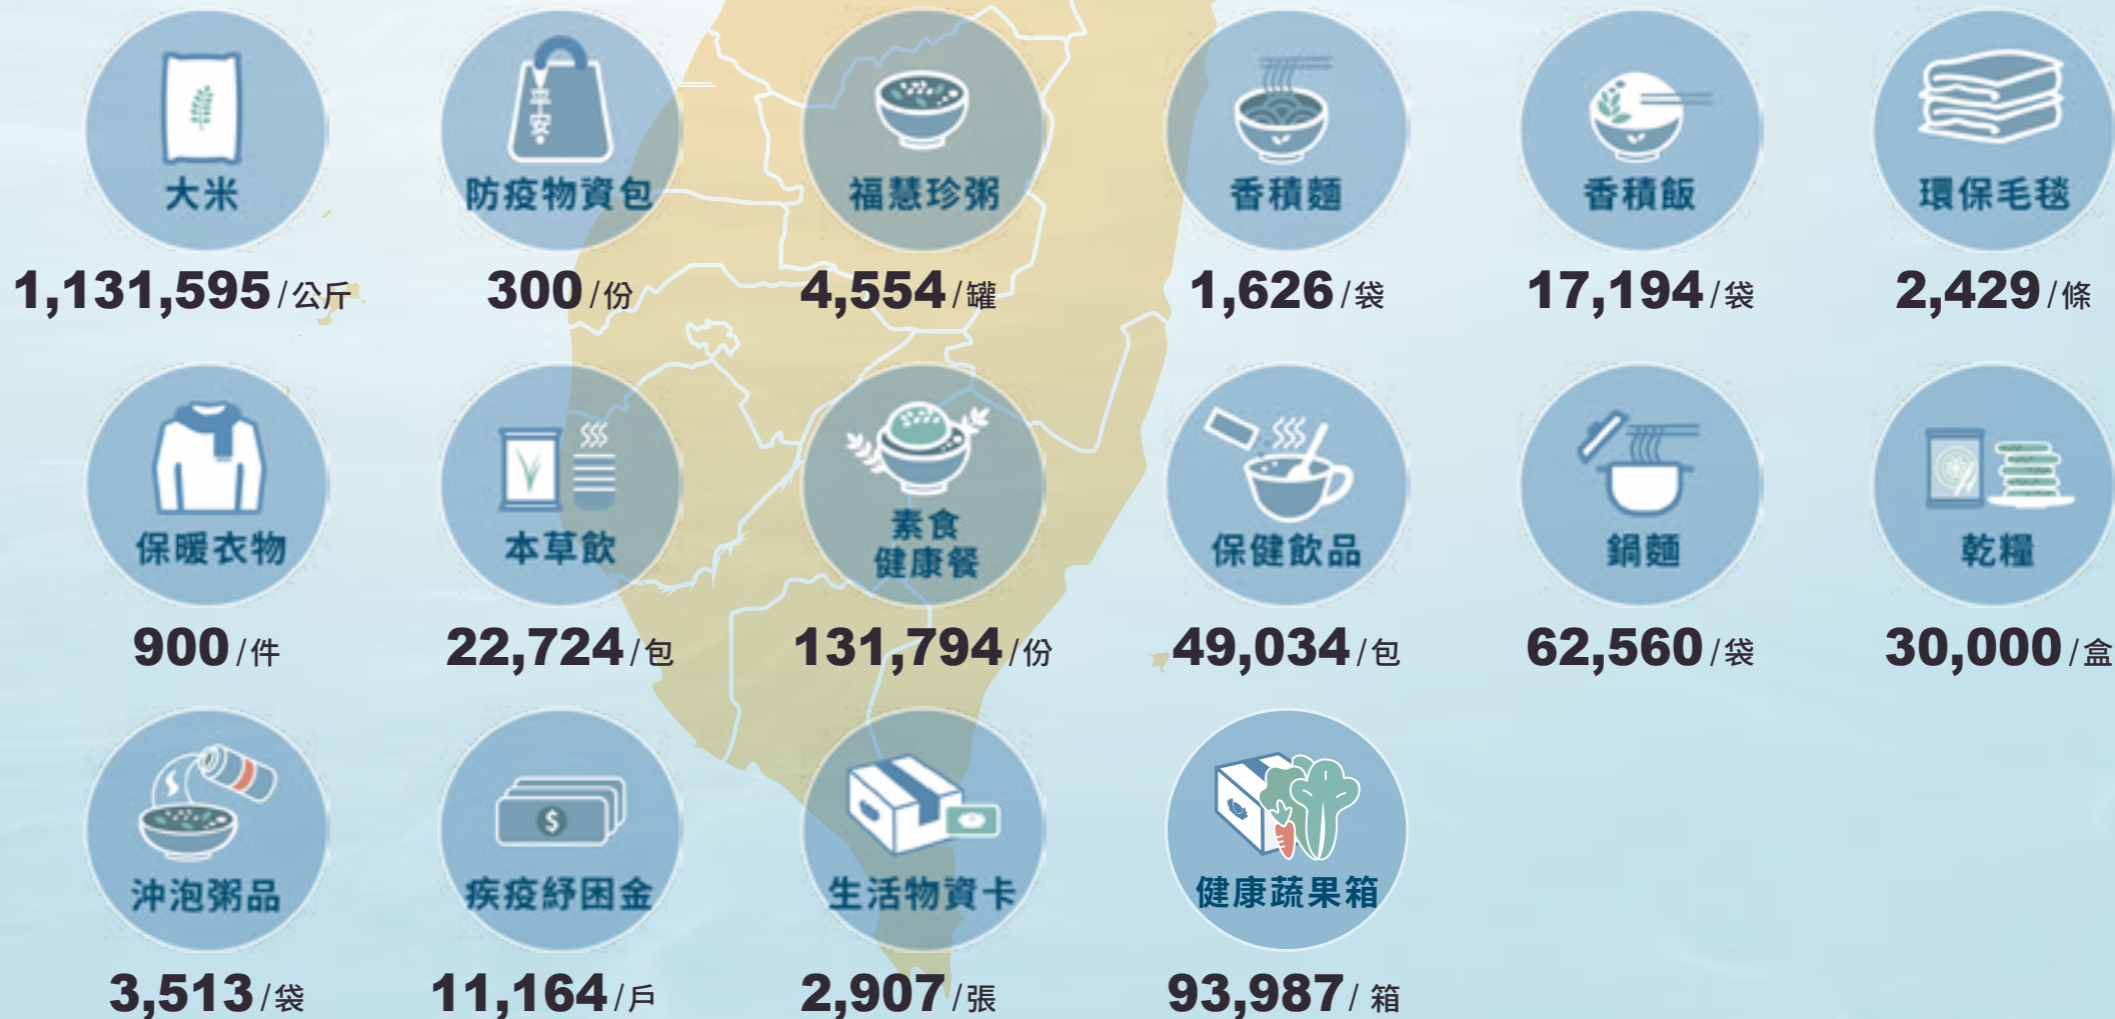 平安
大米
防疫物資包
福慧珍粥
香積麵
香積飯
環保毛毯
1,131,595/公斤
300/份
4,554/罐
1,626/袋
17,194/袋
2,429/條
保暖衣物
本草飲
素食
健康餐
保健飲品
鍋麵
乾糧
900/件
22,724/包
131,794/份
49,034/包
62,560/袋
30,000/盒
$
沖泡粥品
疾疫紓困金
生活物資卡
健康蔬果箱
3,513/袋
11,164/戶
2,907/張
93,987/ 箱